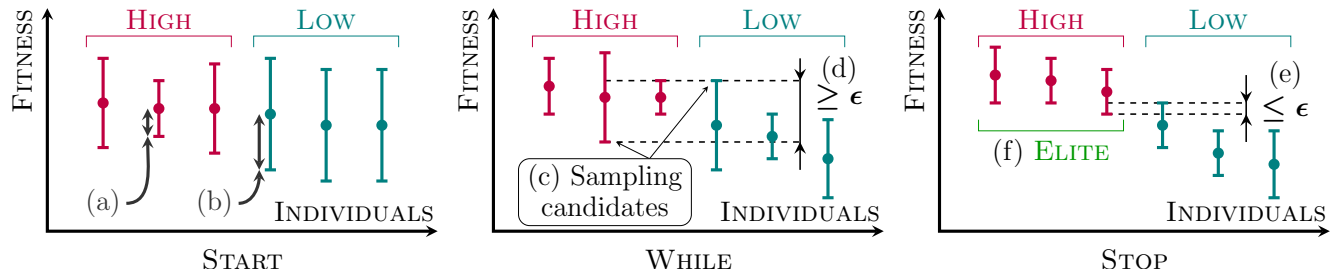 FITNESS
HIGH
LOW
(a)
(b)
INDIVIDUALS
START
FITNESS
HIGH
LOW
(d)
≥ ϵ
(c) Sampling
candidates
INDIVIDUALS
WHILE
FITNESS
HIGH
LOW
(e)
≤ ϵ
(f) ELITE
INDIVIDUALS
STOP